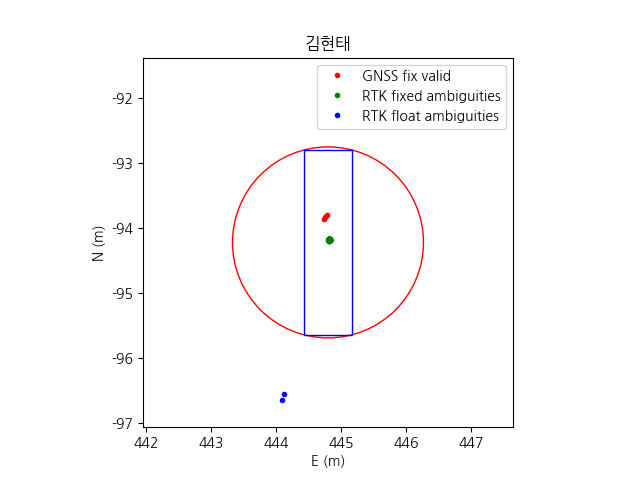 김현태
GNSS fix valid
RTK fixed ambiguities
RTK float ambiguities
-92
-93
-94
-95
-96
-97
N (m)
442 443 444 445 446 447
E (m)